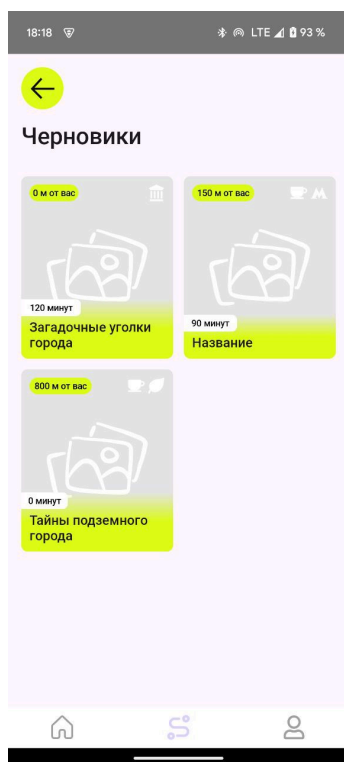 18:18 LTE 93 %
Черновики
0 м от вас
120 минут
Загадочные уголки
города
150 м от вас
90 минут
Название
800 м от вас
0 минут
Тайны подземного
города